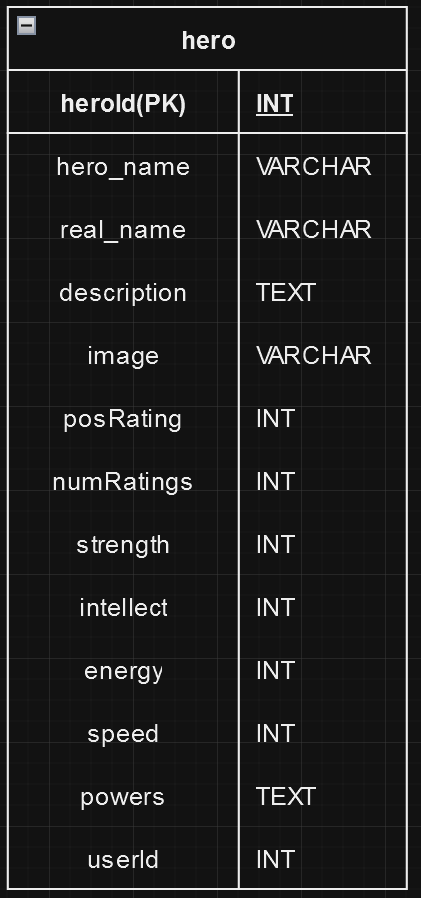 hero
heroId(PK) INT
hero_name VARCHAR
real_name VARCHAR
description TEXT
image VARCHAR
posRating INT
numRatings INT
strength INT
intellect INT
energy INT
speed INT
powers TEXT
userId INT